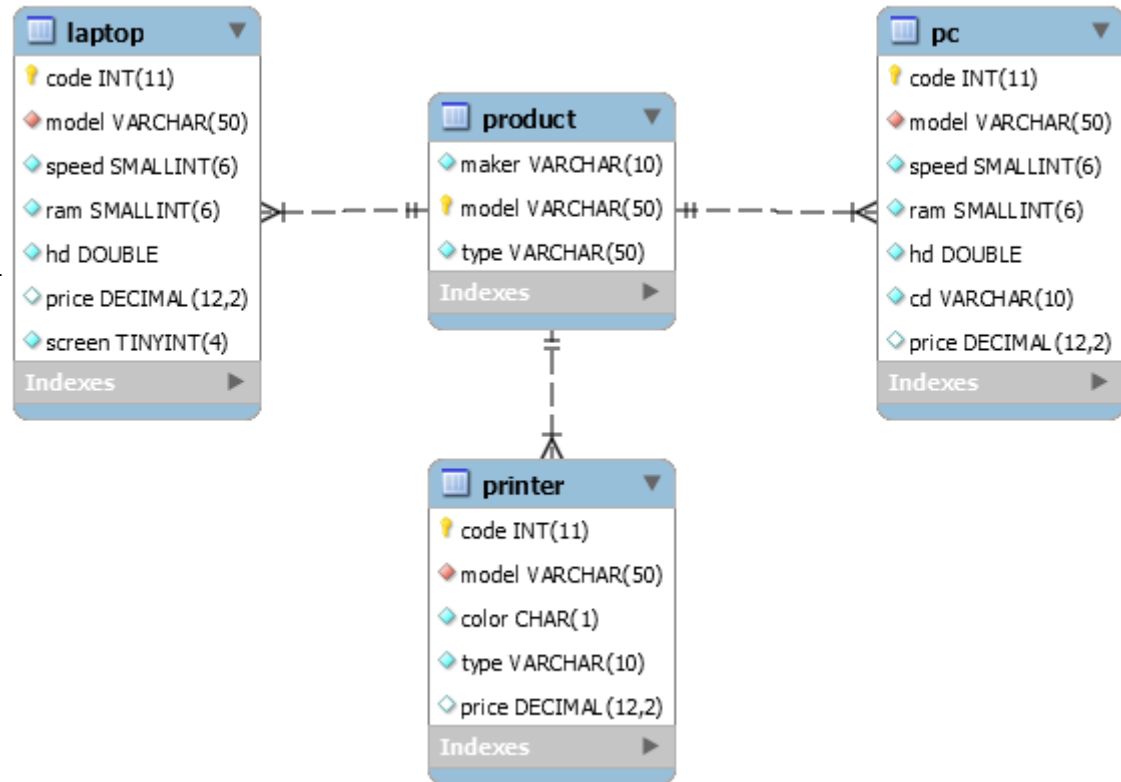 laptop
code INT(11)
model VARCHAR(50)
speed SMALLINT(6)
ram SMALLINT(6)
hd DOUBLE
price DECIMAL(12,2)
screen TINYINT(4)
Indexes
product
maker VARCHAR(10)
model VARCHAR(50)
type VARCHAR(50)
Indexes
pc
code INT(11)
model VARCHAR(50)
speed SMALLINT(6)
ram SMALLINT(6)
hd DOUBLE
cd VARCHAR(10)
price DECIMAL(12,2)
Indexes
printer
code INT(11)
model VARCHAR(50)
color CHAR(1)
type VARCHAR(10)
price DECIMAL(12,2)
Indexes